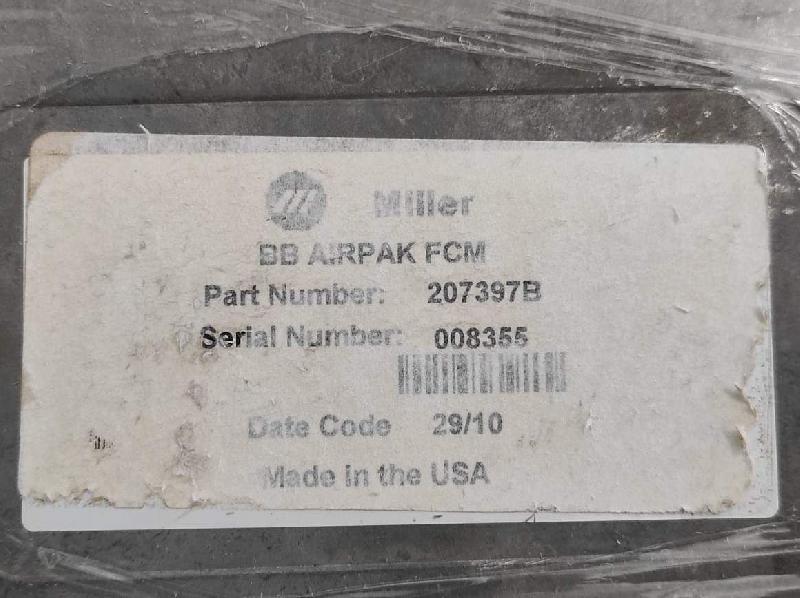 Miller
BB AIRPAK FCM
Part Number: 207397B
Serial Number: 008355
Date Code 29/10
Made in the USA